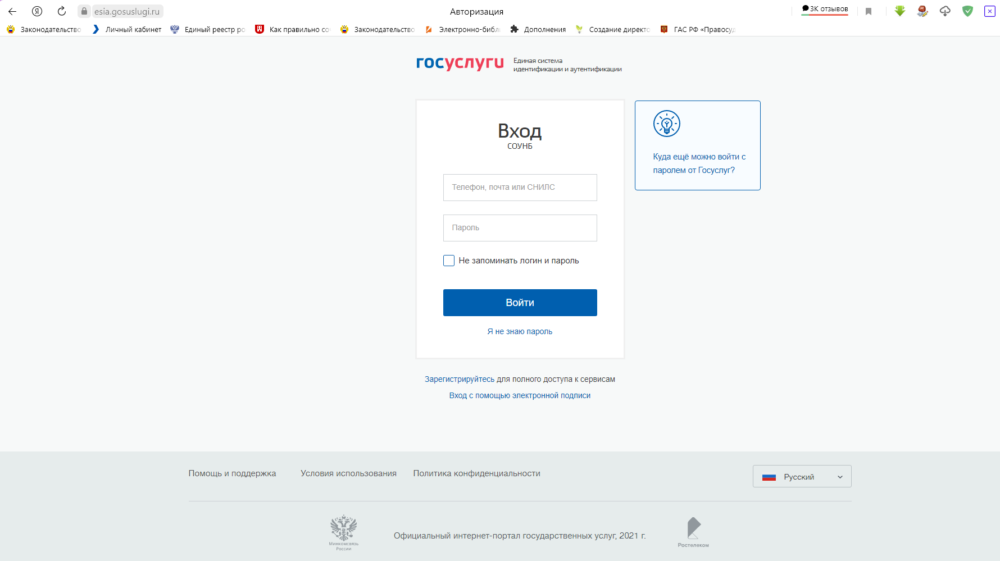 Я
esia.gosuslugi.ru
Авторизация
3К отзывов
Законодательство
Личный кабинет
Единый реестр ро
Как правильно со
Законодательство
Электронно-библ
Дополнения
Создание директо
ГАС РФ «Правосуд
госуслуги
Единая система
идентификации и аутентификации
Вход
СОУНБ
Куда ещё можно войти с
паролем от Госуслуг?
Телефон, почта или СНИЛС
Пароль
Не запоминать логин и пароль
Войти
Я не знаю пароль
Зарегистрируйтесь для полного доступа к сервисам
Вход с помощью электронной подписи
Помощь и поддержка
Условия использования
Политика конфиденциальности
Русский
Минкомсвязь
России
Официальный интернет-портал государственных услуг, 2021 г.
Ростелеком